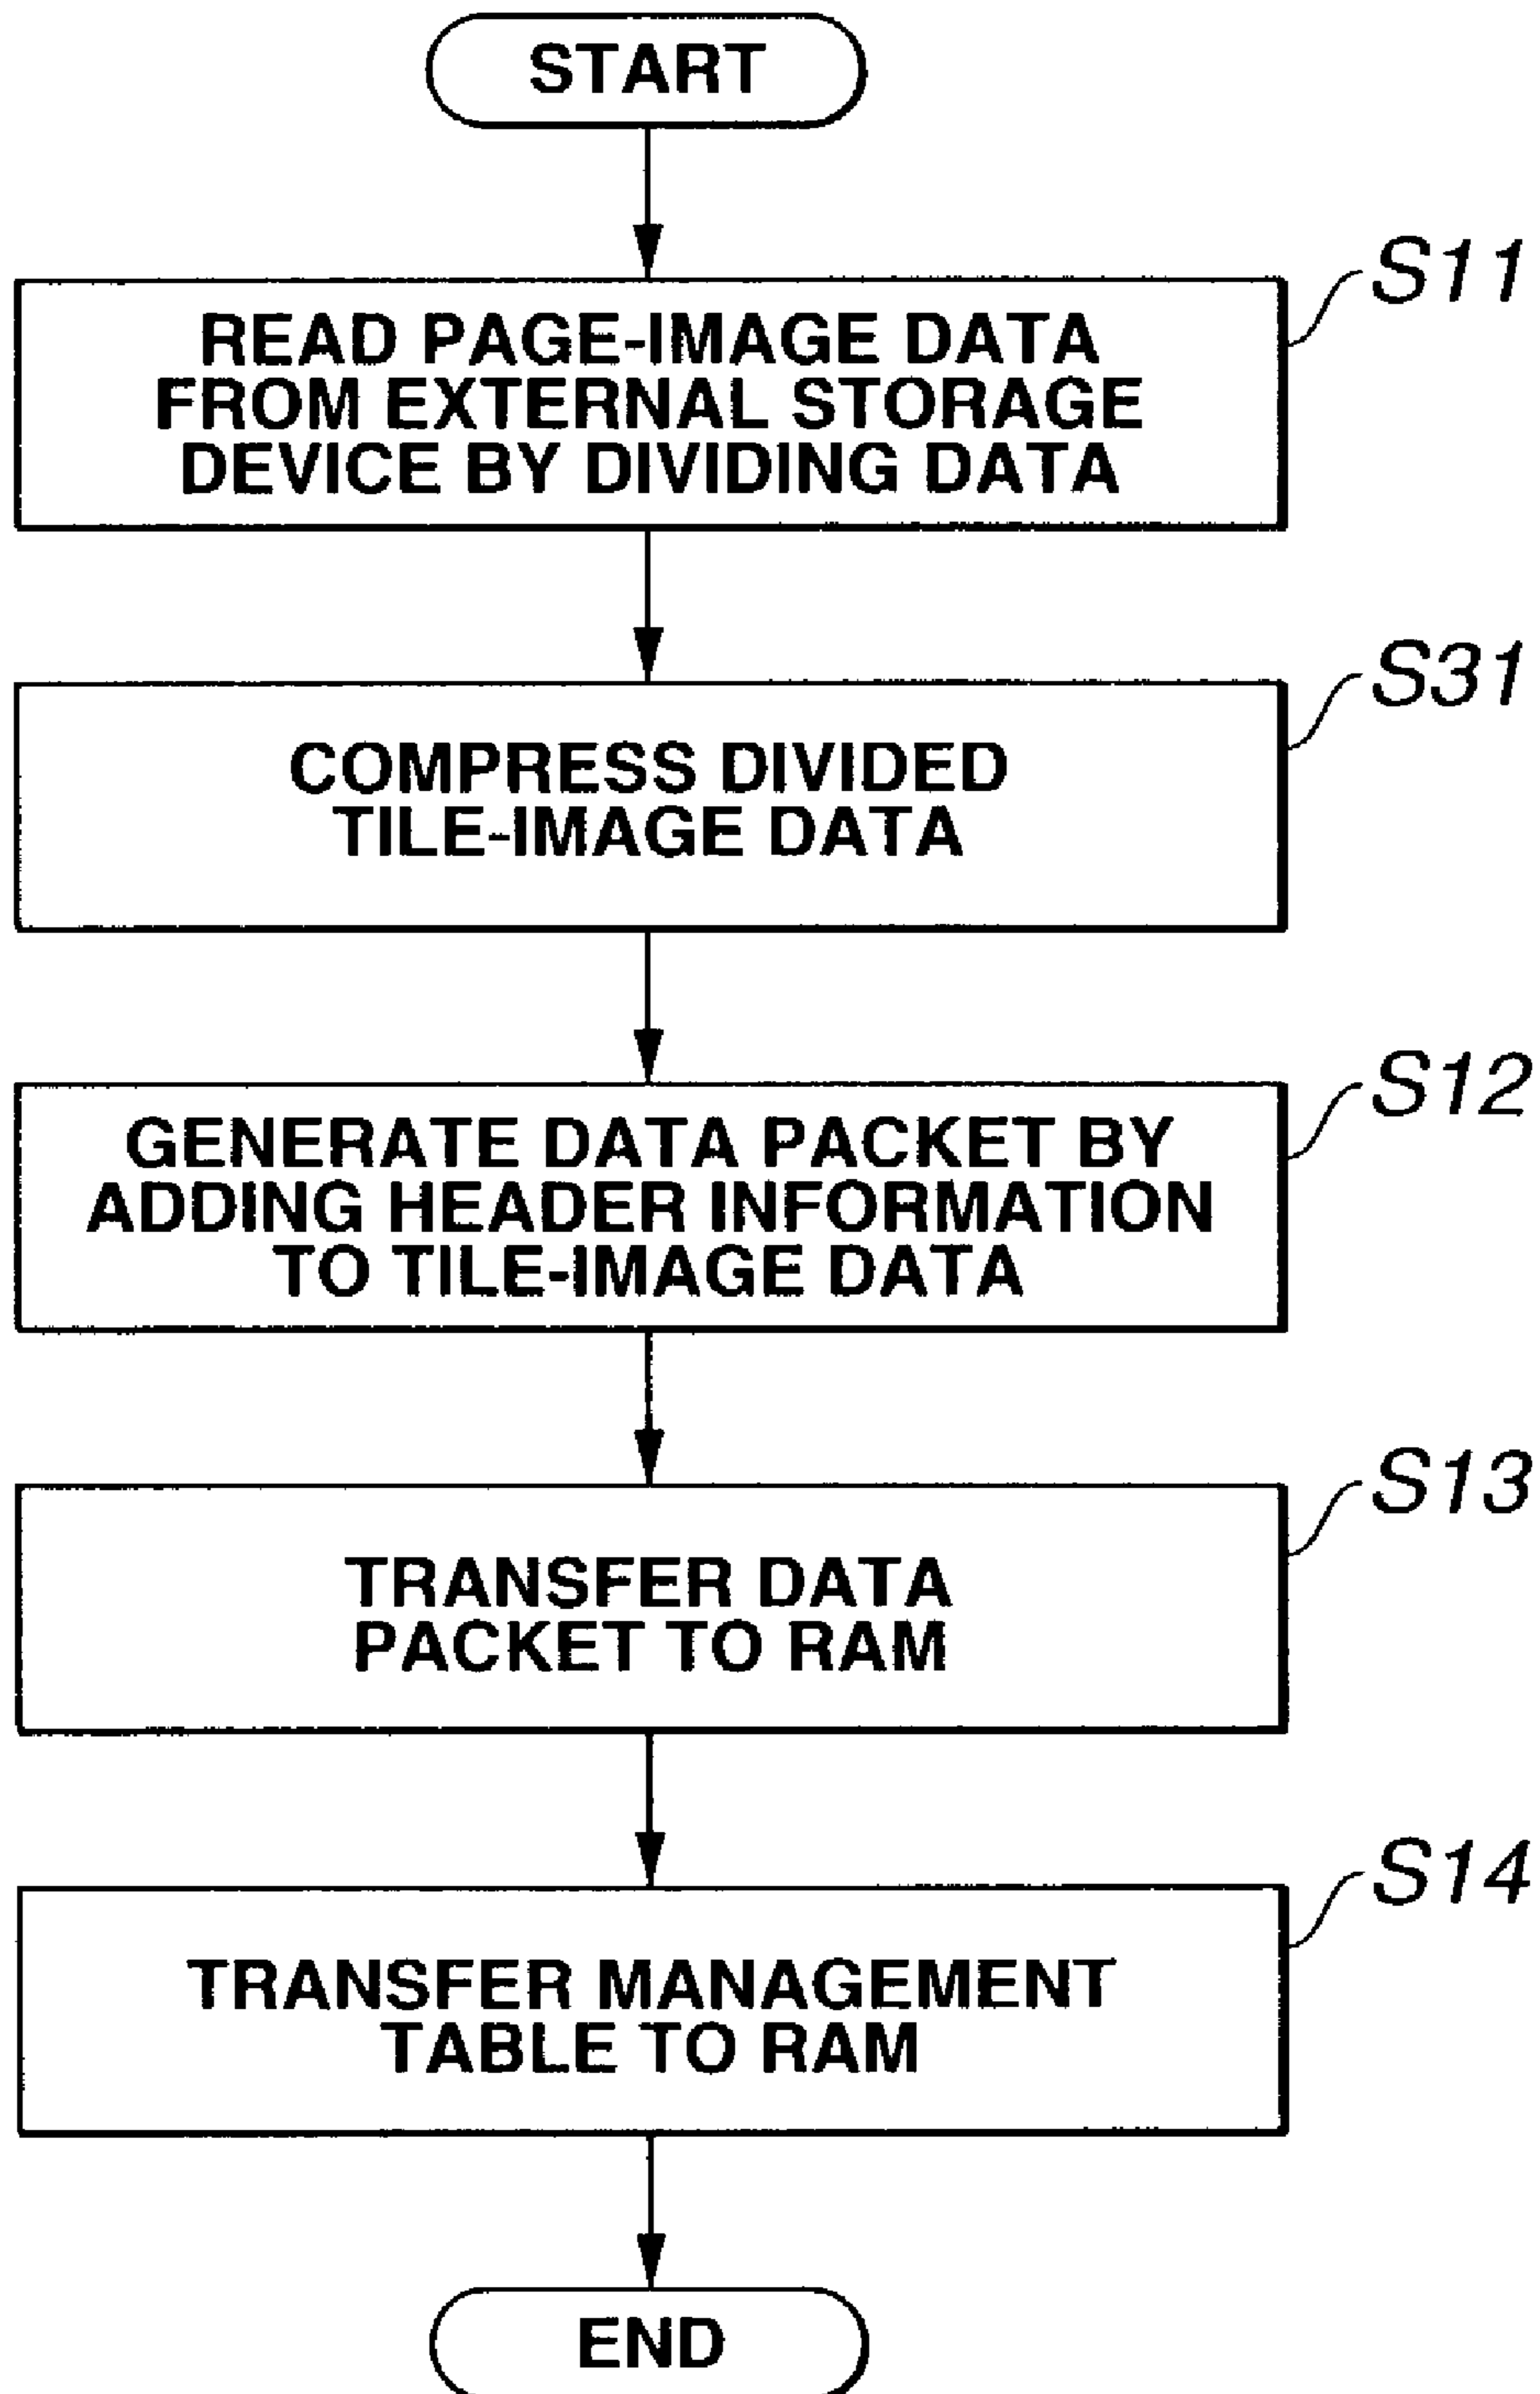 START
S11
READ PAGE-IMAGE DATA
FROM EXTERNAL STORAGE
DEVICE BY DIVIDING DATA
S31
COMPRESS DIVIDED
TILE-IMAGE DATA
S12
GENERATE DATA PACKET BY
ADDING HEADER INFORMATION
TO TILE-IMAGE DATA
S13
TRANSFER DATA
PACKET TO RAM
S14
TRANSFER MANAGEMENT
TABLE TO RAM
END